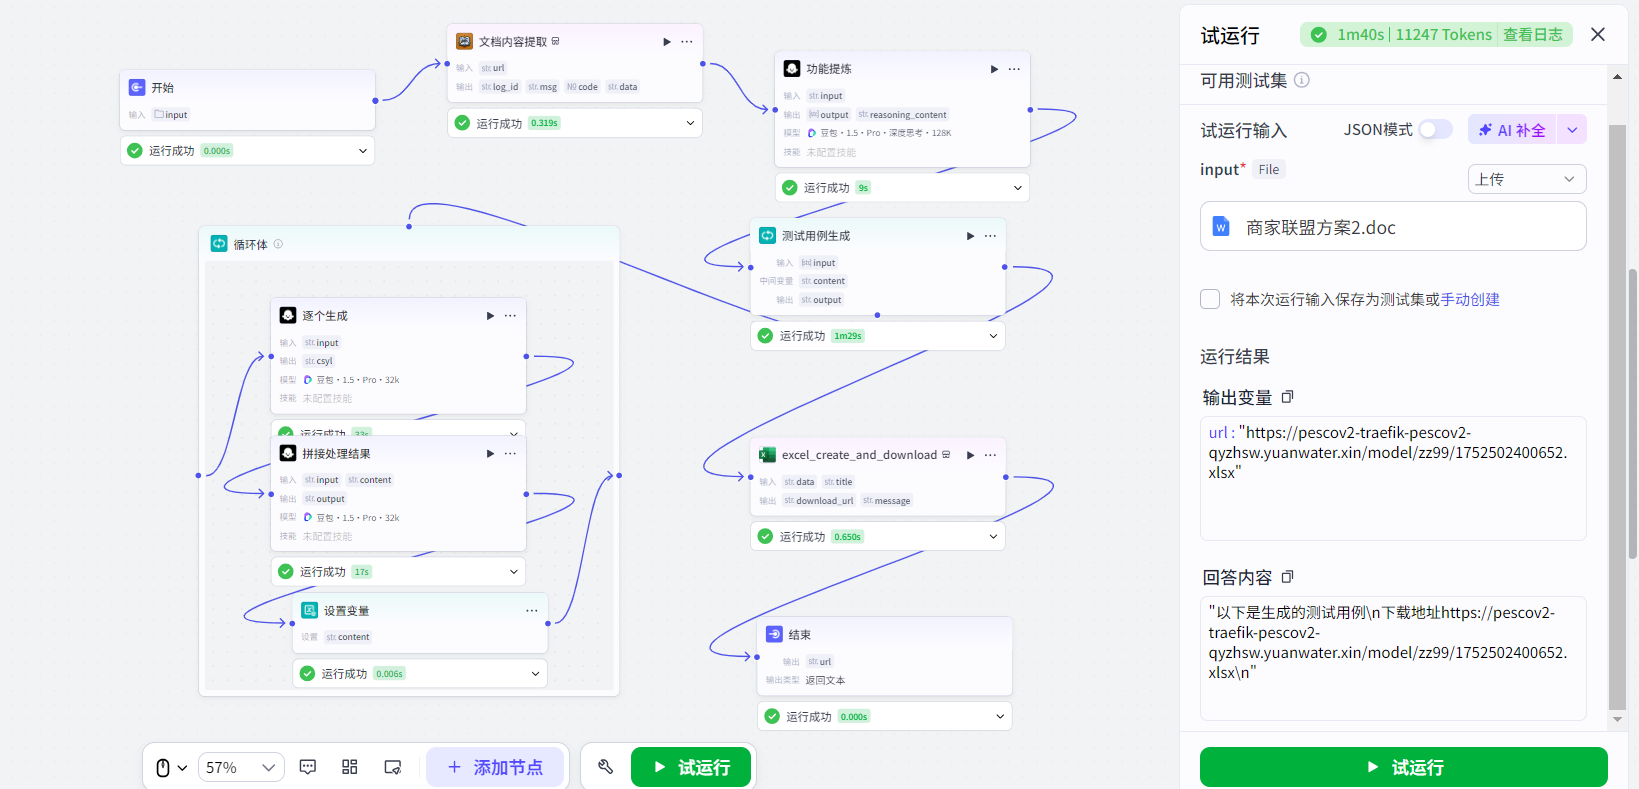 开始
输入 input
运行成功 0.000s
文档内容提取
输入 str. url
输出 str. log_id str. msg NO code str. data
运行成功 0.319s
功能提炼
输入 str. input
输出 output str. reasoning_content
模型 豆包・1.5・Pro・深度思考・128K
技能 未配置技能
运行成功 9s
循环体
逐个生成
输入 str. input
输出 str. csyl
模型 豆包・1.5・Pro・32k
技能 未配置技能
拼接处理结果
输入 str. input str. content
输出 str. output
模型 豆包・1.5・Pro・32k
技能 未配置技能
运行成功 17s
设置变量
设置 str. content
运行成功 0.006s
测试用例生成
输入 input
中间变量 str. content
输出 str. output
运行成功 1m29s
excel_create_and_download
输入 str. data str. title
输出 str. download_url str. message
运行成功 0.650s
结束
输出 str. url
输出类型 返回文本
运行成功 0.000s
57%
添加节点
试运行
试运行
1m40s | 11247 Tokens 查看日志
可用测试集
试运行输入 JSON模式 AI 补全
input* File 上传
商家联盟方案2.doc
将本次运行输入保存为测试集或手动创建
运行结果
输出变量
url : "https://pescov2-traefik-pescov2-
qyzhsw.yuanwater.xin/model/zz99/1752502400652.
xlsx"
回答内容
"以下是生成的测试用例\n下载地址https://pescov2-
traefik-pescov2-
qyzhsw.yuanwater.xin/model/zz99/1752502400652.
xlsx\n"
试运行